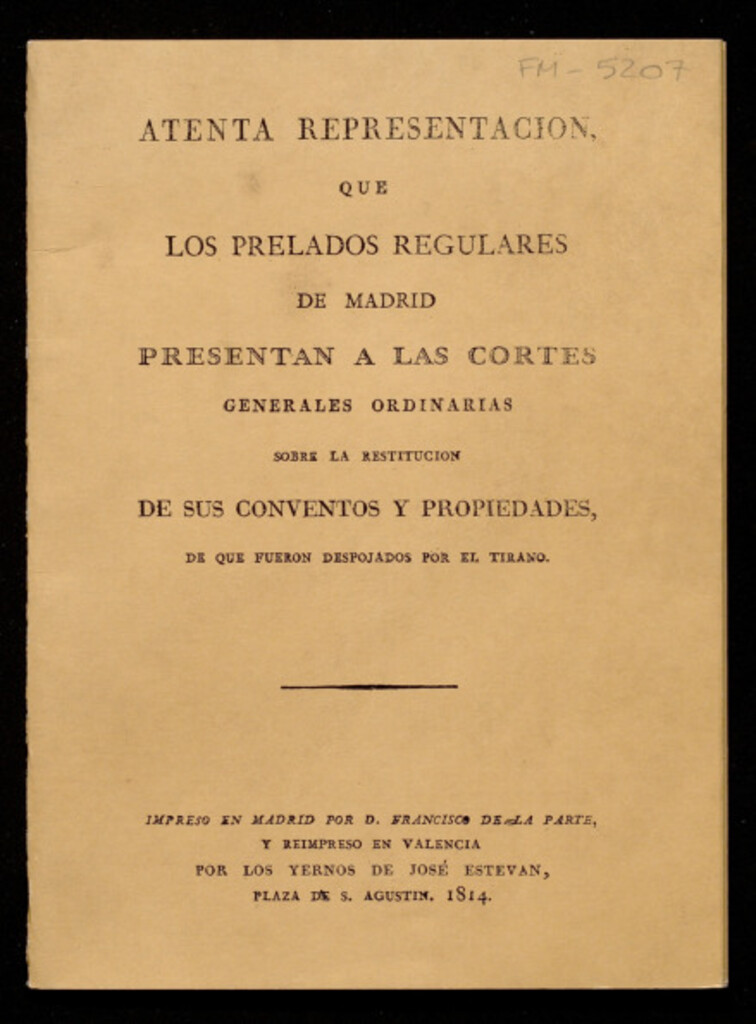 FM - 5207
ATENTA REPRESENTACION,
QUE
LOS PRELADOS REGULARES
DE MADRID
PRESENTAN A LAS CORTES
GENERALES ORDINARIAS
SOBRE LA RESTITUCION
DE SUS CONVENTOS Y PROPIEDADES,
DE QUE FUERON DESPOJADOS POR EL TIRANO.
IMPRESO EN MADRID POR D. FRANCISCO DE LA PARTE,
Y REIMPRESO EN VALENCIA
POR LOS YERNOS DE JOSÉ ESTEVAN,
PLAZA DE S. AGUSTIN. 1814.